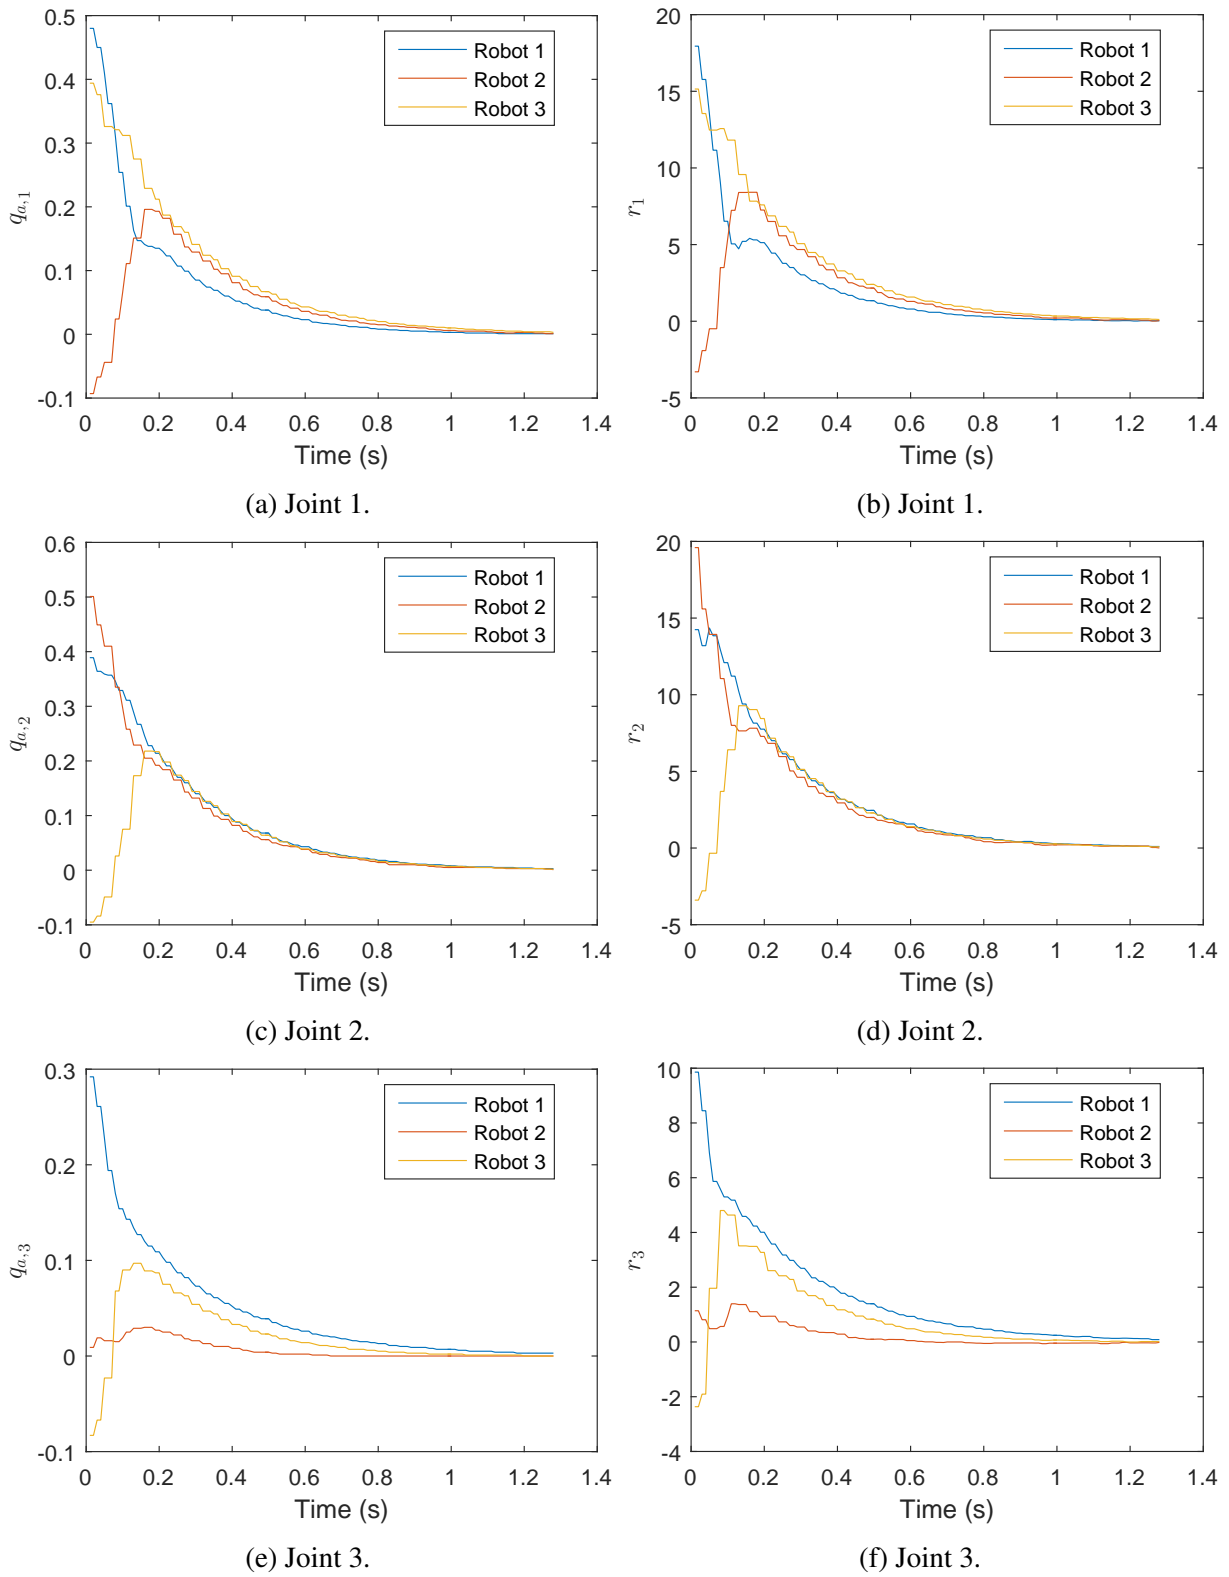 0.5
0.4
0.3
0.2
0.1
0
-0.1
q_{a,1}
0 0.2 0.4 0.6 0.8 1 1.2 1.4
Time (s)
Robot 1
Robot 2
Robot 3
(a) Joint 1.
20
15
10
5
0
-5
r_1
0 0.2 0.4 0.6 0.8 1 1.2 1.4
Time (s)
Robot 1
Robot 2
Robot 3
(b) Joint 1.
0.6
0.5
0.4
0.3
0.2
0.1
0
-0.1
q_{a,2}
0 0.2 0.4 0.6 0.8 1 1.2 1.4
Time (s)
Robot 1
Robot 2
Robot 3
(c) Joint 2.
20
15
10
5
0
-5
r_2
0 0.2 0.4 0.6 0.8 1 1.2 1.4
Time (s)
Robot 1
Robot 2
Robot 3
(d) Joint 2.
0.3
0.2
0.1
0
-0.1
q_{a,3}
0 0.2 0.4 0.6 0.8 1 1.2 1.4
Time (s)
Robot 1
Robot 2
Robot 3
(e) Joint 3.
10
8
6
4
2
0
-2
-4
r_3
0 0.2 0.4 0.6 0.8 1 1.2 1.4
Time (s)
Robot 1
Robot 2
Robot 3
(f) Joint 3.